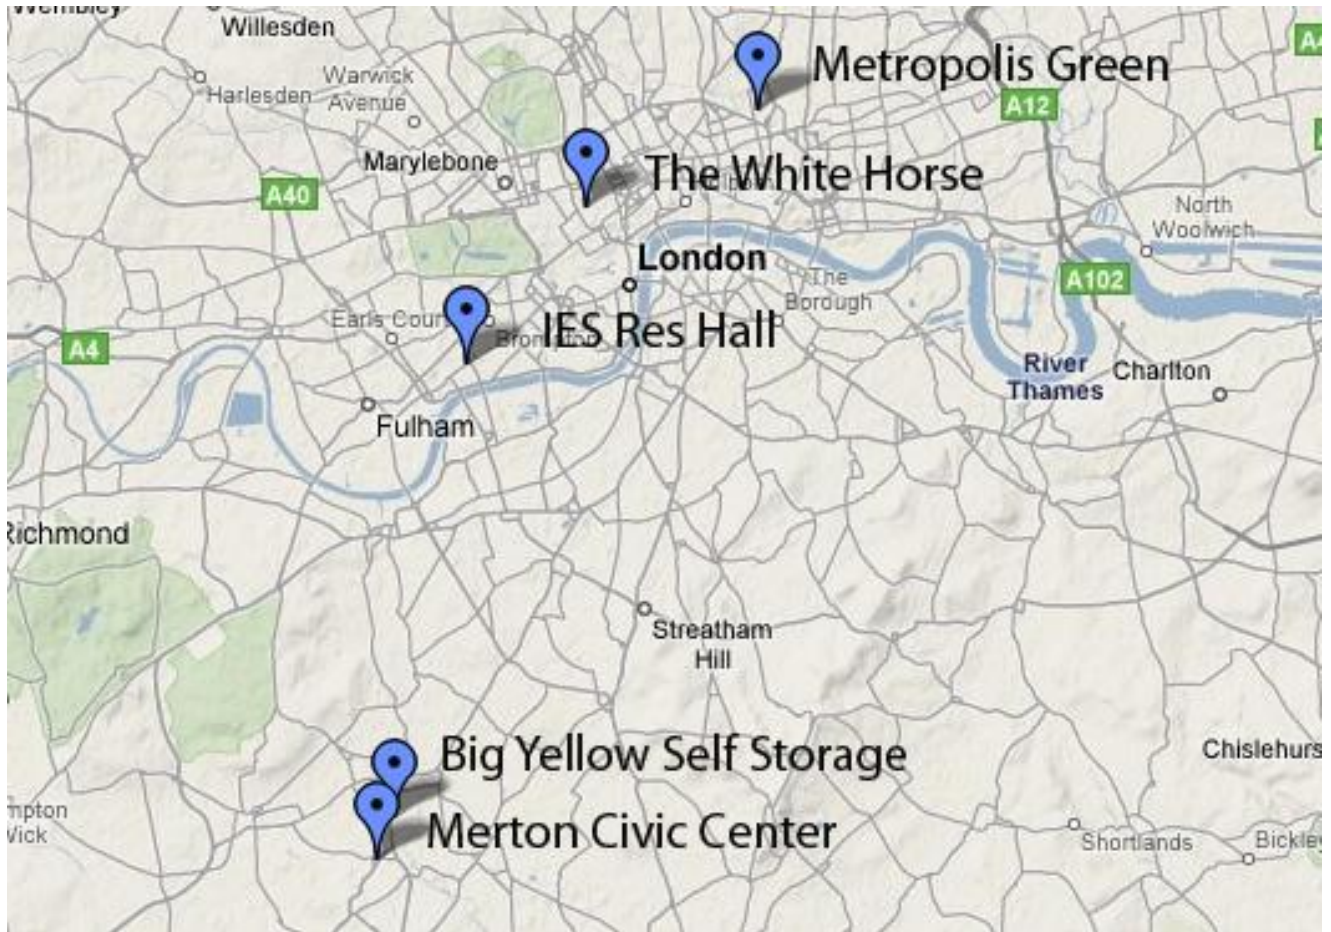 Willesden
Metropolis Green
Warwick
Avenue
Harlesden
A12
Marylebone
The White Horse
A40
North
Woolwich
London
The
Borough
A102
Earls Court
IES Res Hall
A4
River
Thames
Charlton
Fulham
Richmond
Streatham
Hill
Big Yellow Self Storage
Chislehurs
mpton
Wick
Merton Civic Center
Shortlands
Bickley